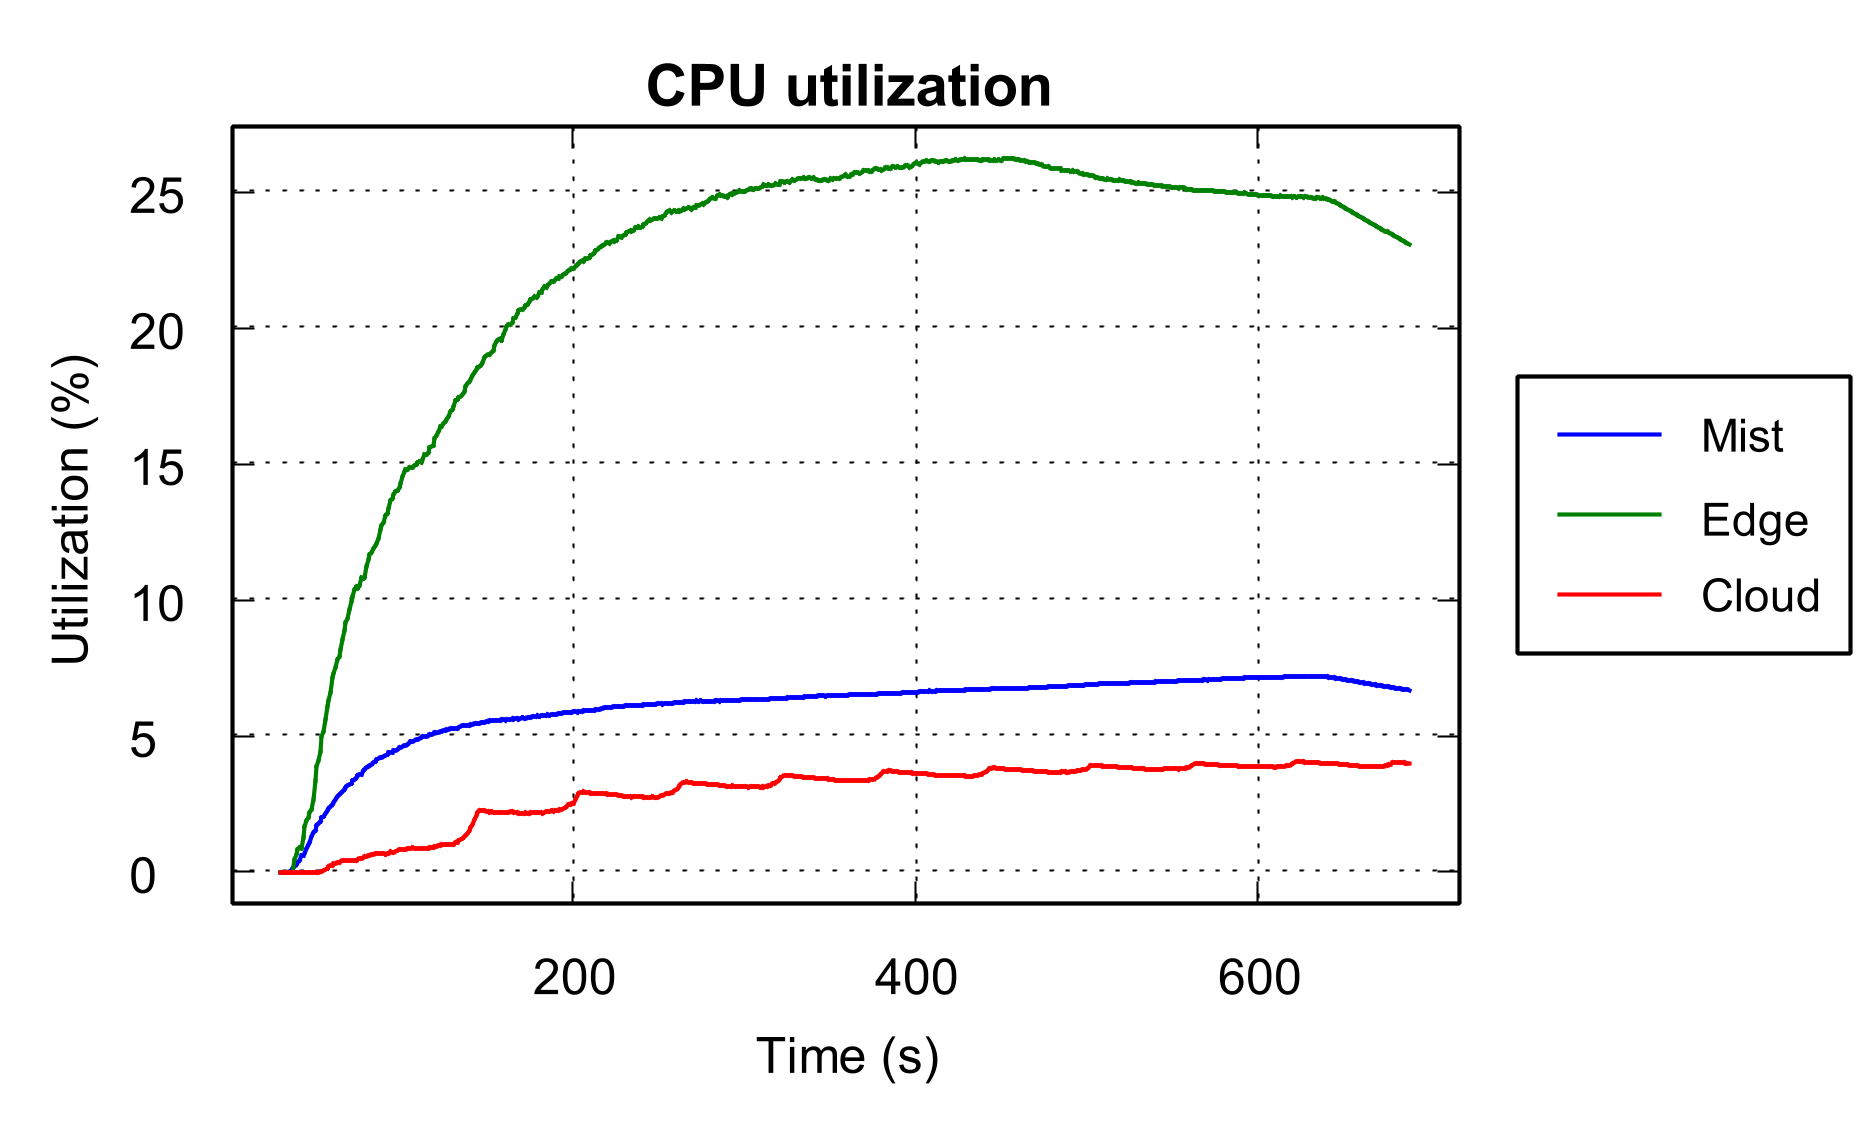 CPU utilization
Utilization (%)
25
20
15
10
5
0
200 400 600
Time (s)
Mist
Edge
Cloud